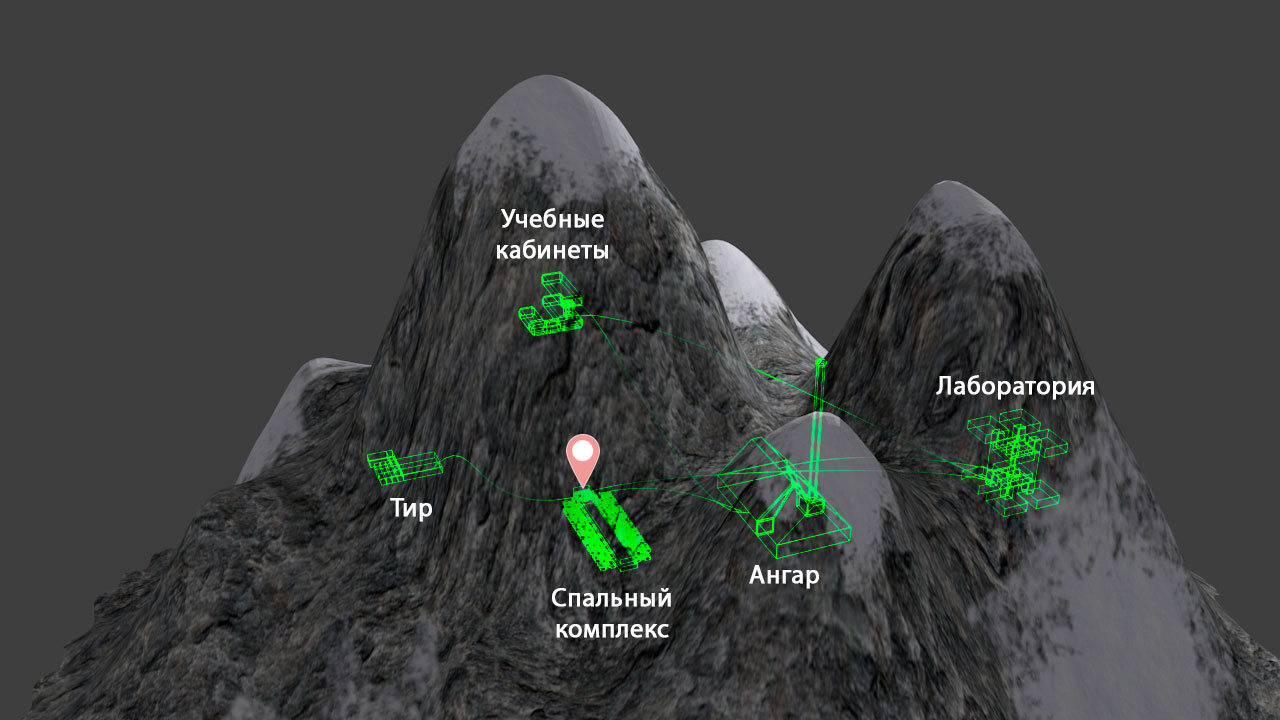 Учебные
кабинеты
Лаборатория
Тир
Ангар
Спальный
комплекс